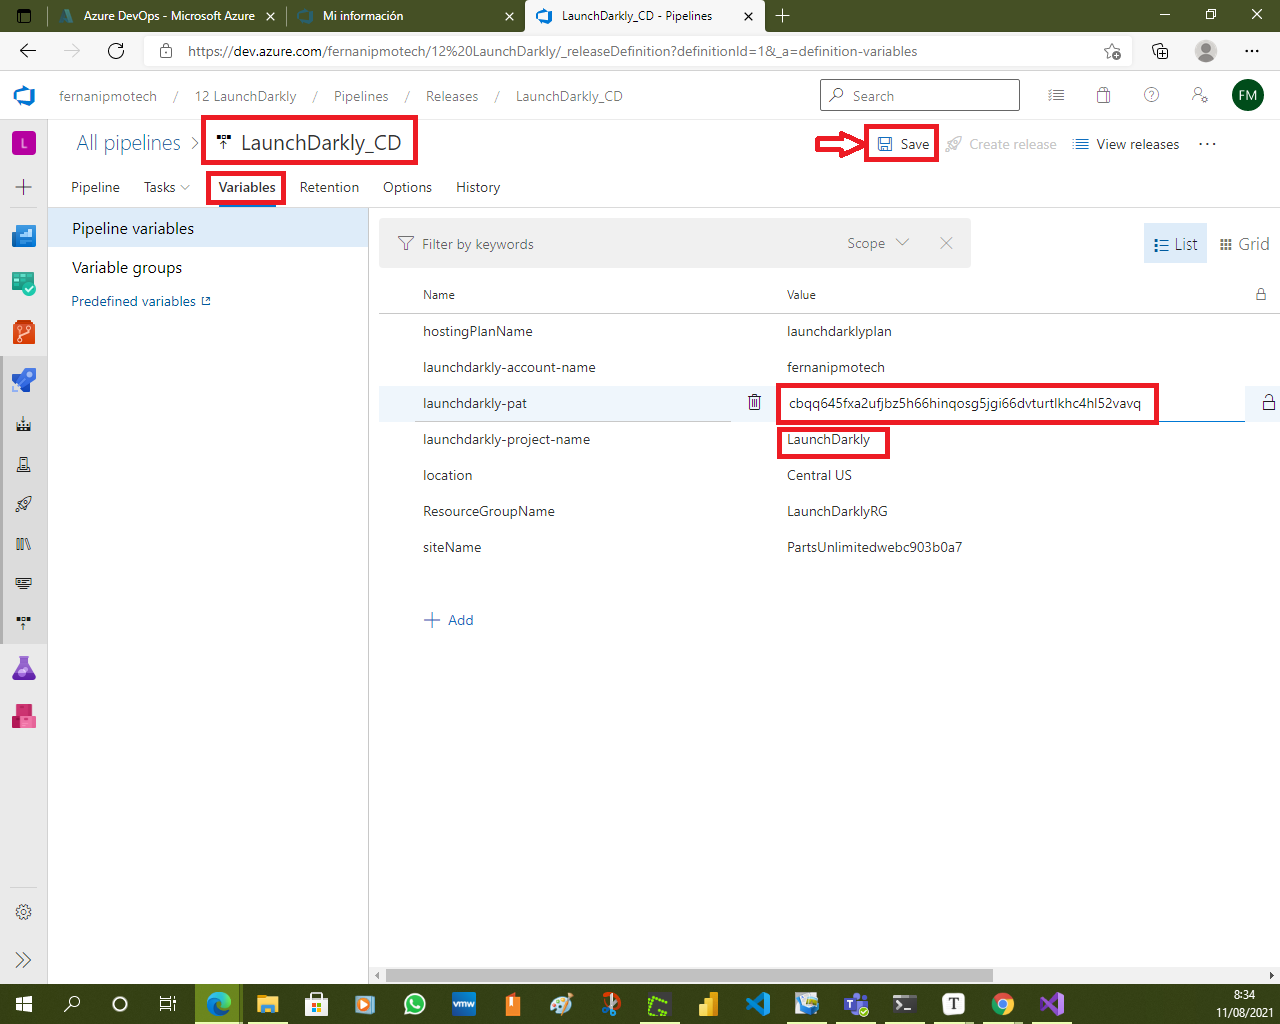 Azure DevOps - Microsoft Azure
Mi información
LaunchDarkly_CD - Pipelines
https://dev.azure.com/fernanipmotech/12%20LaunchDarkly/_releaseDefinition?definitionId=1&_a=definition-variables
fernanipmotech / 12 LaunchDarkly / Pipelines / Releases / LaunchDarkly_CD
Search
FM
L
All pipelines > LaunchDarkly_CD
Save
Create release
View releases
Pipeline Tasks Variables Retention Options History
Pipeline variables
Variable groups
Predefined variables
Filter by keywords
Scope
List
Grid
Name Value
hostingPlanName launchdarklyplan
launchdarkly-account-name fernanipmotech
launchdarkly-pat cbqq645fxa2ufjbz5h66hinqosg5jgi66dvturtlkhc4hl52vavq
launchdarkly-project-name LaunchDarkly
location Central US
ResourceGroupName LaunchDarklyRG
siteName PartsUnlimitedwebc903b0a7
Add
vmw
T
8:34
11/08/2021